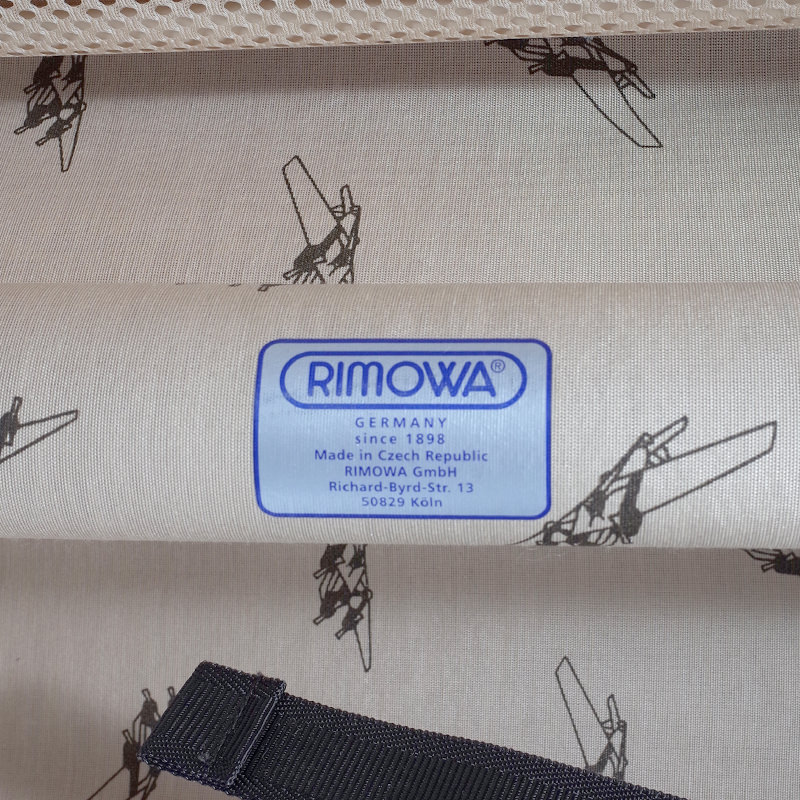 RIMOWA®
GERMANY
since 1898
Made in Czech Republic
RIMOWA GmbH
Richard-Byrd-Str. 13
50829 Köln